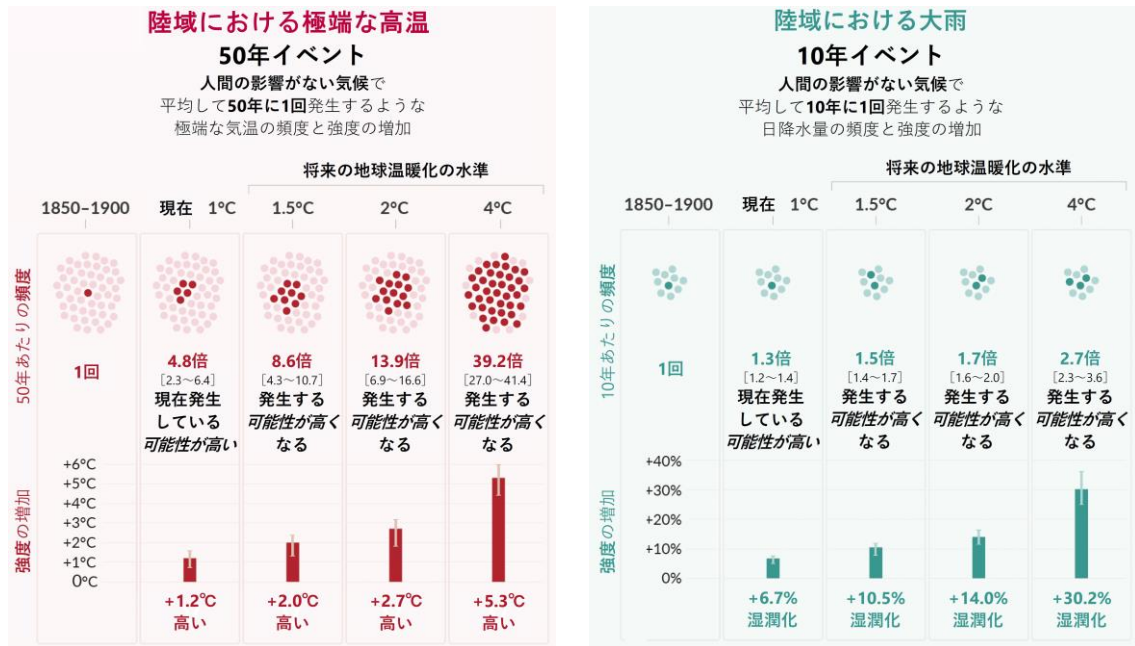 陸域における極端な高温
50年イベント
人間の影響がない気候で
平均して50年に1回発生するような
極端な気温の頻度と強度の増加
将来の地球温暖化の水準
1850–1900 現在 1°C 1.5°C 2°C 4°C
50年あたりの頻度
1回
4.8倍
[2.3～6.4]
現在発生
している
可能性が高い
8.6倍
[4.3～10.7]
発生する
可能性が高く
なる
13.9倍
[6.9～16.6]
発生する
可能性が高く
なる
39.2倍
[27.0～41.4]
発生する
可能性が高く
なる
強度の増加
+6°C
+5°C
+4°C
+3°C
+2°C
+1°C
0°C
+1.2℃
高い
+2.0℃
高い
+2.7℃
高い
+5.3℃
高い
陸域における大雨
10年イベント
人間の影響がない気候で
平均して10年に1回発生するような
日降水量の頻度と強度の増加
将来の地球温暖化の水準
1850–1900 現在 1°C 1.5°C 2°C 4°C
10年あたりの頻度
1回
1.3倍
[1.2～1.4]
現在発生
している
可能性が高い
1.5倍
[1.4～1.7]
発生する
可能性が高く
なる
1.7倍
[1.6～2.0]
発生する
可能性が高く
なる
2.7倍
[2.3～3.6]
発生する
可能性が高く
なる
強度の増加
+40%
+30%
+20%
+10%
0%
+6.7%
湿潤化
+10.5%
湿潤化
+14.0%
湿潤化
+30.2%
湿潤化